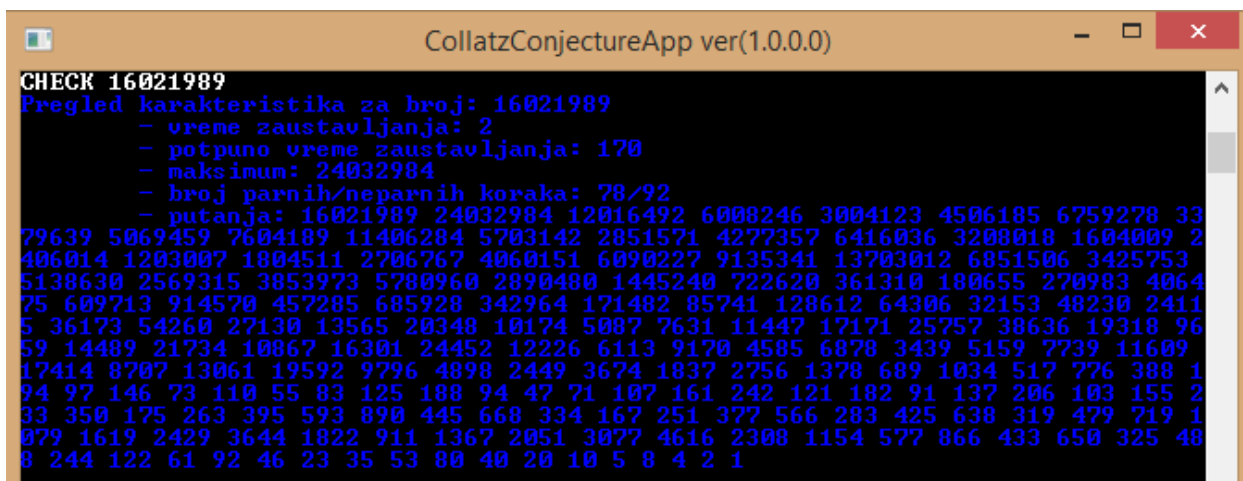 CollatzConjectureApp ver(1.0.0.0)
CHECK 16021989
Pregled karakteristika za broj: 16021989
- vreme zaustavljanja: 2
- potpuno vreme zaustavljanja: 170
- maksimum: 24032984
- broj parnih/neparnih koraka: 78/92
- putanja: 16021989 24032984 12016492 6008246 3004123 4506185 6759278 33
79639 5069459 7604189 11406284 5703142 2851571 4277357 6416036 3208018 1604009 2
406014 1203007 1804511 2706767 4060151 6090227 9135341 13703012 6851506 3425753
5138630 2569315 3853973 5780960 2890480 1445240 722620 361310 180655 270983 4064
75 609713 914570 457285 685928 342964 171482 85741 128612 64306 32153 48230 2411
5 36173 54260 27130 13565 20348 10174 5087 7631 11447 17171 25757 38636 19318 96
59 14489 21734 10867 16301 24452 12226 6113 9170 4585 6878 3439 5159 7739 11609
17414 8707 13061 19592 9796 4898 2449 3674 1837 2756 1378 689 1034 517 776 388 1
94 97 146 73 110 55 83 125 188 94 47 71 107 161 242 121 182 91 137 206 103 155 2
33 350 175 263 395 593 890 445 668 334 167 251 377 566 283 425 638 319 479 719 1
079 1619 2429 3644 1822 911 1367 2051 3077 4616 2308 1154 577 866 433 650 325 48
8 244 122 61 92 46 23 35 53 80 40 20 10 5 8 4 2 1